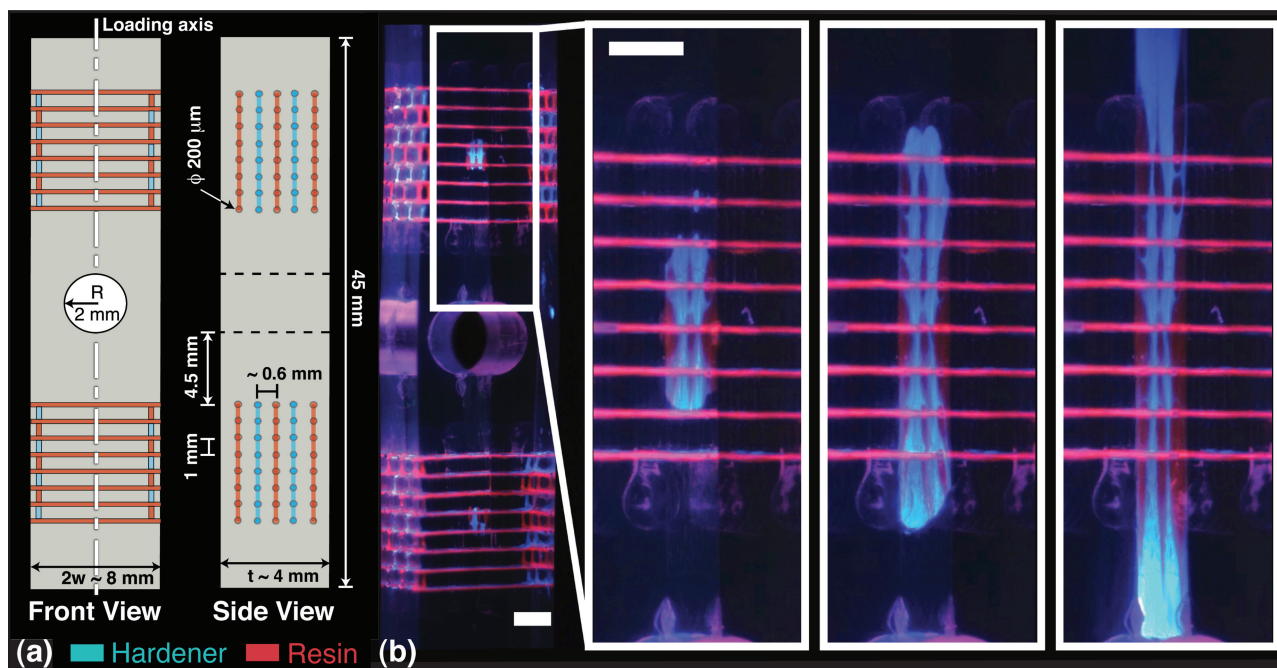 Loading axis
ϕ 200 µm
R
2 mm
45 mm
4.5 mm
~ 0.6 mm
1 mm
2w ~ 8 mm
t ~ 4 mm
Front View
Side View
(a)
Hardener
Resin
(b)